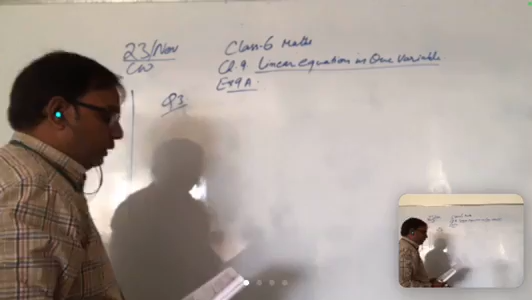 23/Nov
CW
Class-6 Maths
Ch.9 Linear equation in One Variable
Ex9A.
Q3